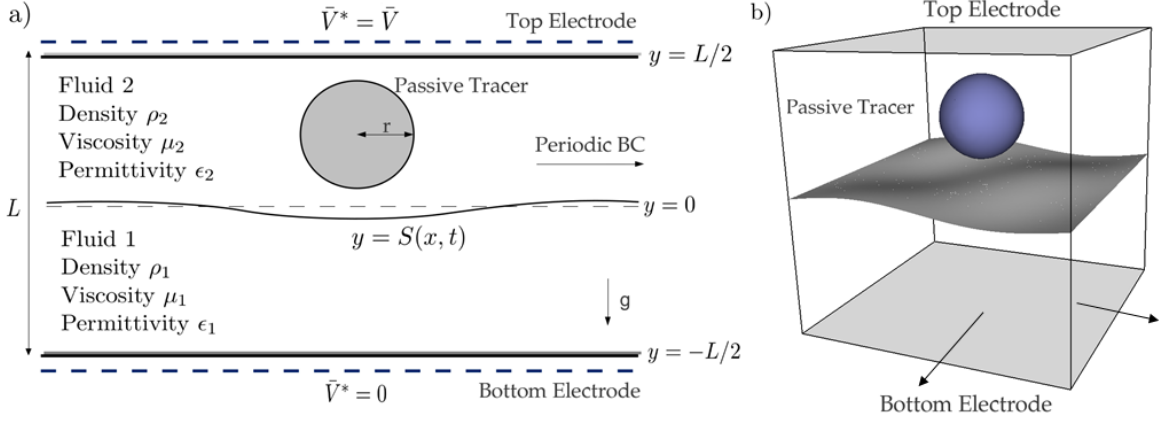 a)
V̄* = V̄
Top Electrode
y = L/2
Fluid 2
Density ρ₂
Viscosity μ₂
Permittivity ϵ₂
Passive Tracer
r
Periodic BC
L
y = 0
y = S(x, t)
Fluid 1
Density ρ₁
Viscosity μ₁
Permittivity ϵ₁
g
y = −L/2
V̄* = 0
Bottom Electrode
b)
Top Electrode
Passive Tracer
Bottom Electrode